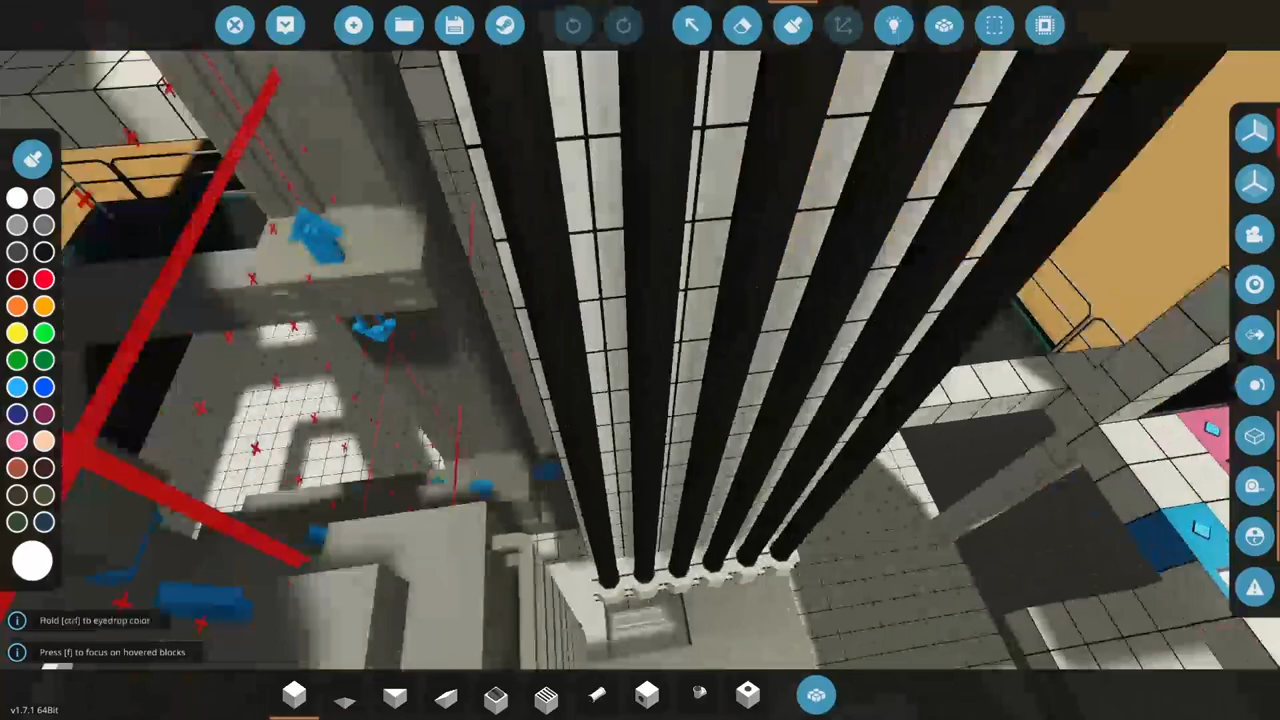 Hold [ctrl] to eyedrop color
Press [f] to focus on hovered blocks
v1.7.1 64Bit